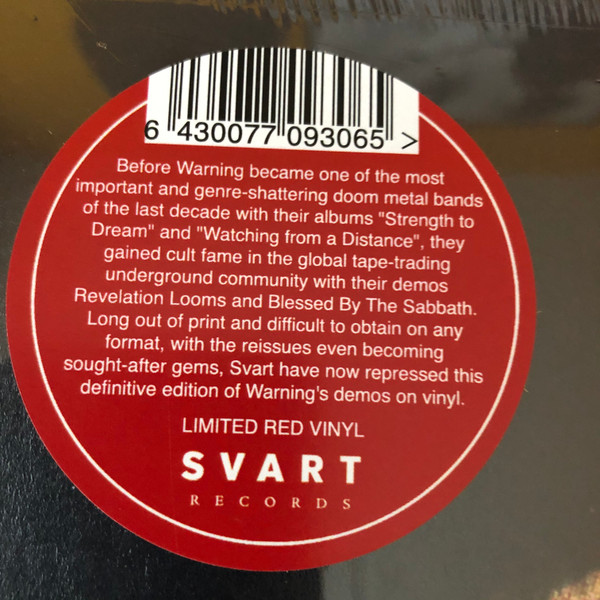 6 430077 093065 >
Before Warning became one of the most
important and genre-shattering doom metal bands
of the last decade with their albums "Strength to
Dream" and "Watching from a Distance", they
gained cult fame in the global tape-trading
underground community with their demos
Revelation Looms and Blessed By The Sabbath.
Long out of print and difficult to obtain on any
format, with the reissues even becoming
sought-after gems, Svart have now repressed this
definitive edition of Warning's demos on vinyl.
LIMITED RED VINYL
SVART
RECORDS